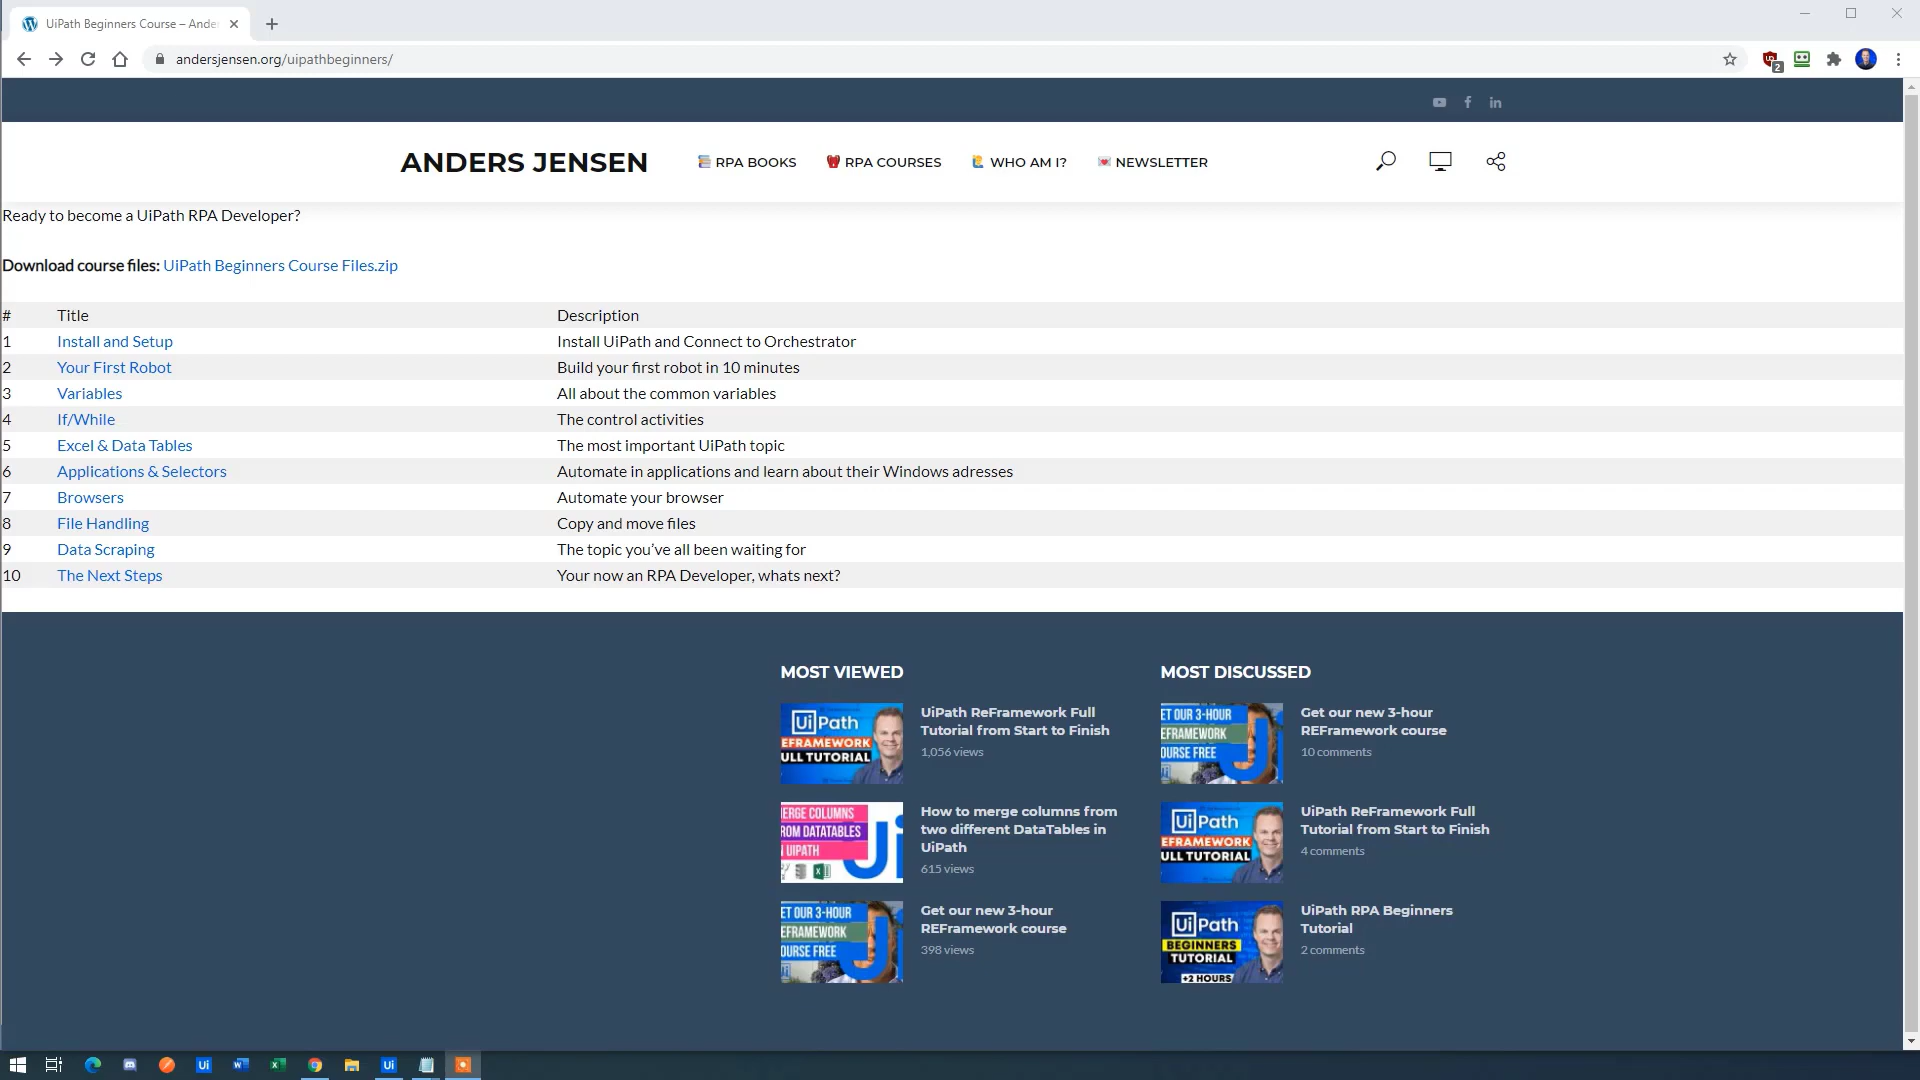 UiPath Beginners Course – Ande
andersjensen.org/uipathbeginners/
2
ANDERS JENSEN
RPA BOOKS
RPA COURSES
WHO AM I?
NEWSLETTER
Ready to become a UiPath RPA Developer?
Download course files: UiPath Beginners Course Files.zip
# Title Description
1 Install and Setup Install UiPath and Connect to Orchestrator
2 Your First Robot Build your first robot in 10 minutes
3 Variables All about the common variables
4 If/While The control activities
5 Excel & Data Tables The most important UiPath topic
6 Applications & Selectors Automate in applications and learn about their Windows adresses
7 Browsers Automate your browser
8 File Handling Copy and move files
9 Data Scraping The topic you’ve all been waiting for
10 The Next Steps Your now an RPA Developer, whats next?
MOST VIEWED
UiPath
EFRAMEWORK
ULL TUTORIAL
UiPath ReFramework Full
Tutorial from Start to Finish
1,056 views
ERGE COLUMNS
ROM DATATABLES
N UIPATH
How to merge columns from
two different DataTables in
UiPath
615 views
ET OUR 3-HOUR
EFRAMEWORK
OURSE FREE
Get our new 3-hour
REFramework course
398 views
MOST DISCUSSED
ET OUR 3-HOUR
EFRAMEWORK
OURSE FREE
Get our new 3-hour
REFramework course
10 comments
UiPath
EFRAMEWORK
ULL TUTORIAL
UiPath ReFramework Full
Tutorial from Start to Finish
4 comments
UiPath
BEGINNERS
TUTORIAL
+2 HOURS
UiPath RPA Beginners
Tutorial
2 comments
Ui
Ui